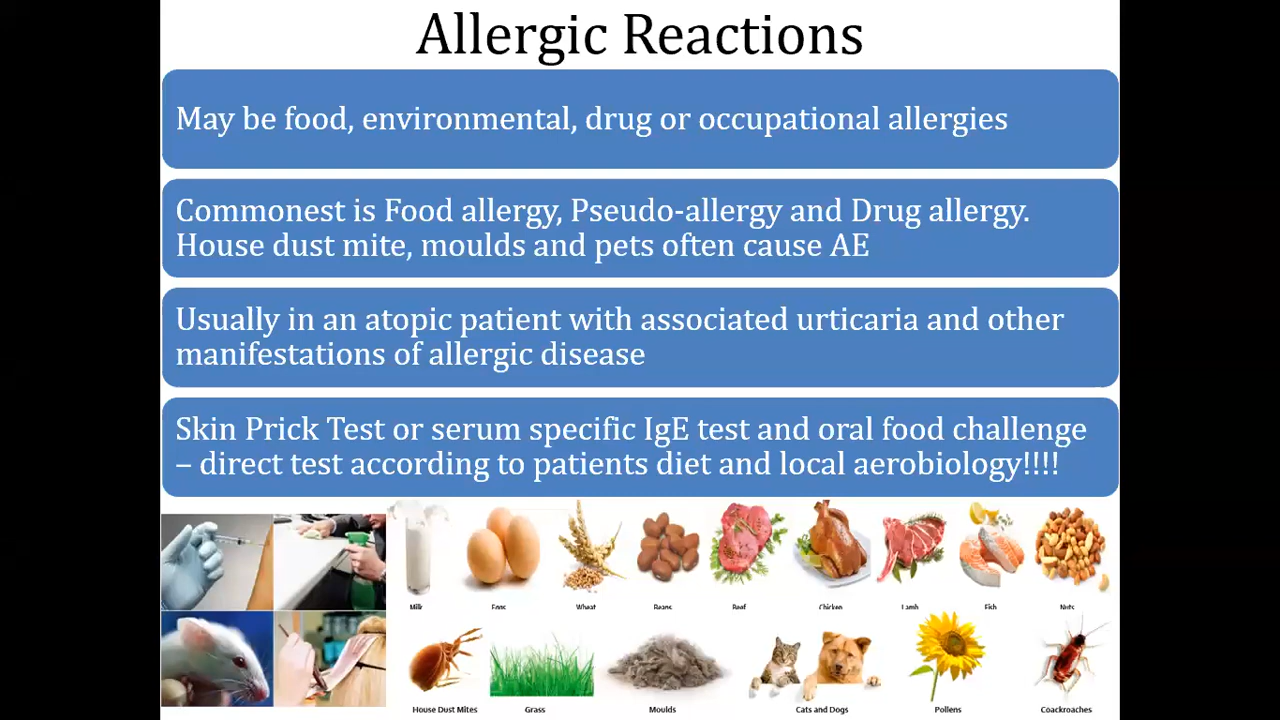 Allergic Reactions
May be food, environmental, drug or occupational allergies
Commonest is Food allergy, Pseudo-allergy and Drug allergy.
House dust mite, moulds and pets often cause AE
Usually in an atopic patient with associated urticaria and other
manifestations of allergic disease
Skin Prick Test or serum specific IgE test and oral food challenge
– direct test according to patients diet and local aerobiology!!!!
Milk Eggs Wheat Beans Beef Chicken Lamb Fish Nuts
House Dust Mites Grass Moulds Cats and Dogs Pollens Coackroaches